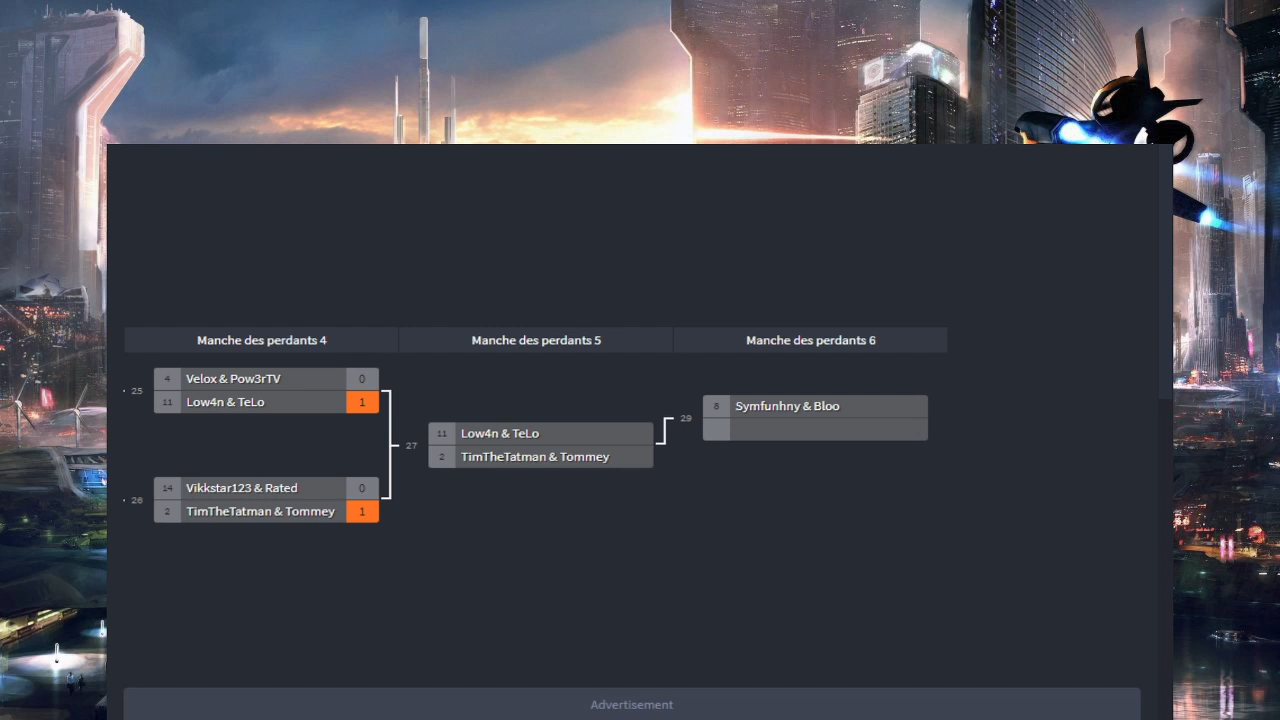 Manche des perdants 4
Manche des perdants 5
Manche des perdants 6
25
4 Velox & Pow3rTV 0
11 Low4n & TeLo 1
26
14 Vikkstar123 & Rated 0
2 TimTheTatman & Tommey 1
27
11 Low4n & TeLo
2 TimTheTatman & Tommey
29
8 Symfunhny & Bloo
Advertisement